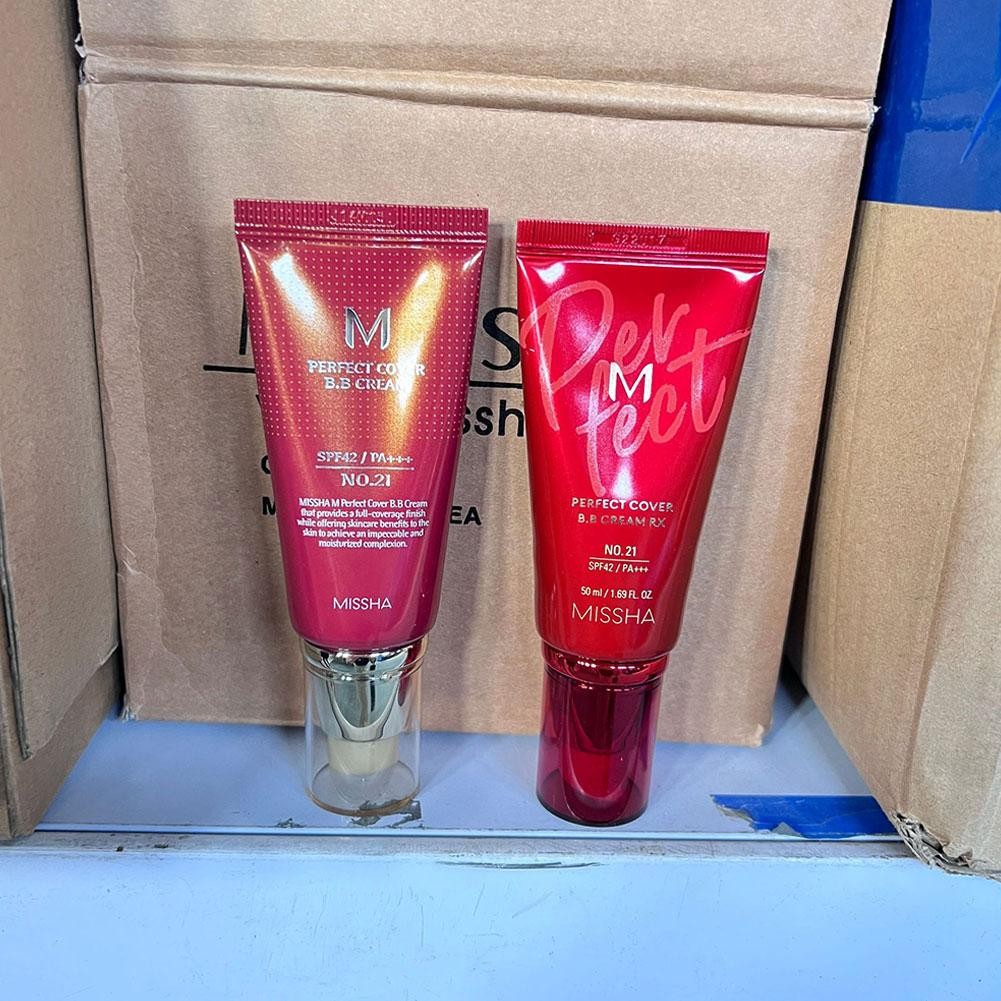 M
PERFECT COVER
B.B CREAM
SPF42 / PA+++
NO.21
MISSHA M Perfect Cover B.B Cream
that provides a full-coverage finish
while offering skincare benefits to the
skin to achieve an impeccable and
moisturized complexion.
MISSHA
Per
M
fect
PERFECT COVER
B.B CREAM RX
NO.21
SPF42 / PA+++
50 ml / 1.69 FL. OZ.
MISSHA